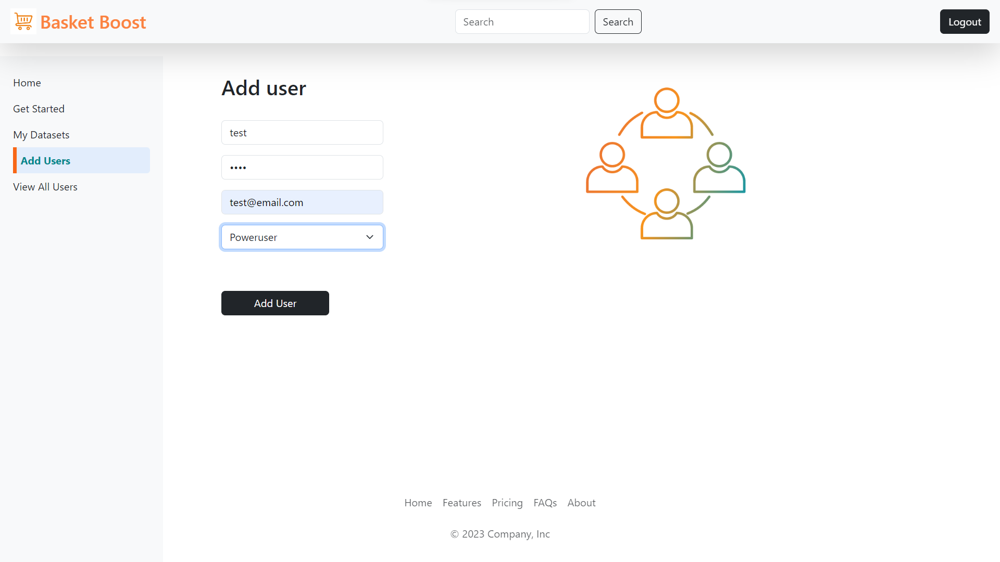 Basket Boost
Search
Search
Logout
Home
Get Started
My Datasets
Add Users
View All Users
Add user
test
••••
test@email.com
Poweruser
Add User
Home Features Pricing FAQs About
© 2023 Company, Inc